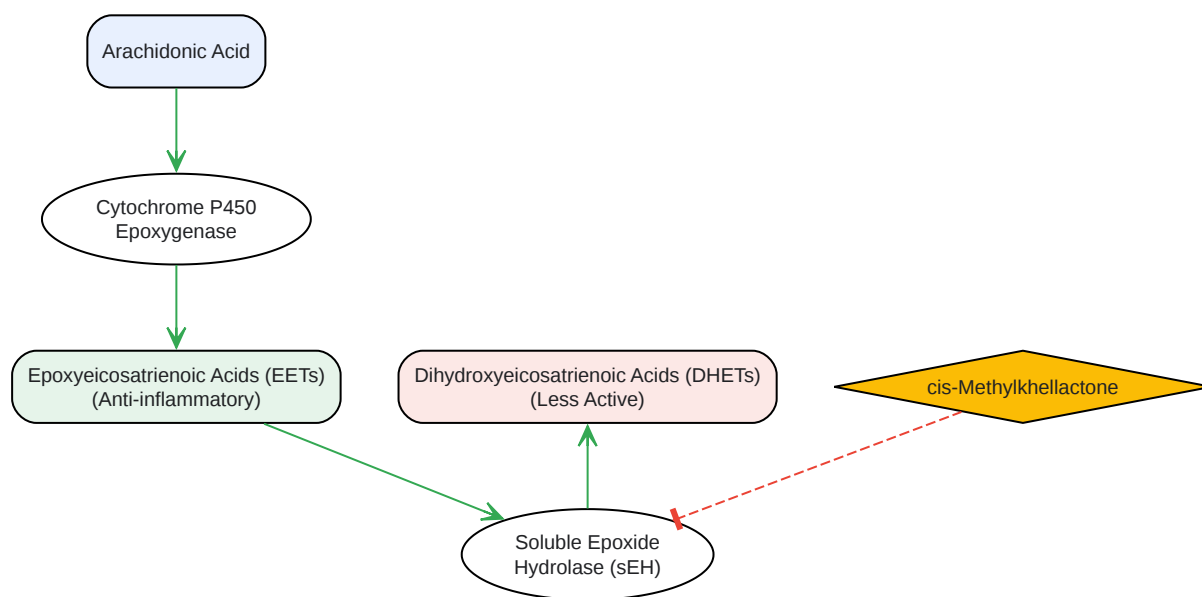 Arachidonic Acid
Cytochrome P450
Epoxygenase
Epoxyeicosatrienoic Acids (EETs)
(Anti-inflammatory)
Dihydroxyeicosatrienoic Acids (DHETs)
(Less Active)
cis-Methylkhellactone
Soluble Epoxide
Hydrolase (sEH)